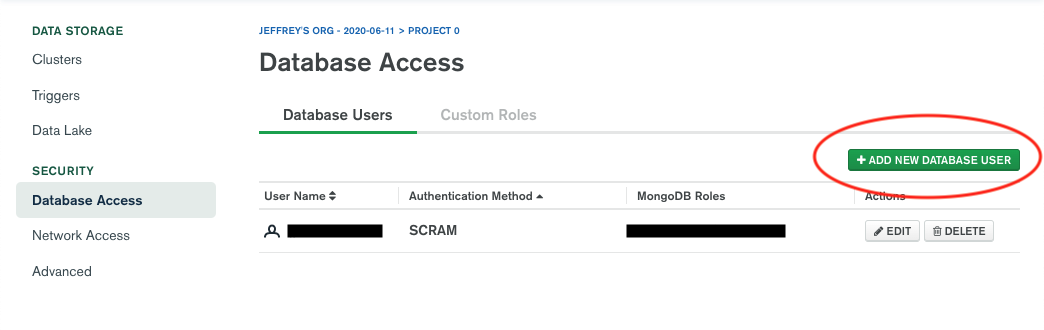 DATA STORAGE
Clusters
Triggers
Data Lake
SECURITY
Database Access
Network Access
Advanced
JEFFREY'S ORG - 2020-06-11 > PROJECT 0
Database Access
Database Users Custom Roles
+ ADD NEW DATABASE USER
User Name Authentication Method MongoDB Roles Actions
SCRAM EDIT DELETE